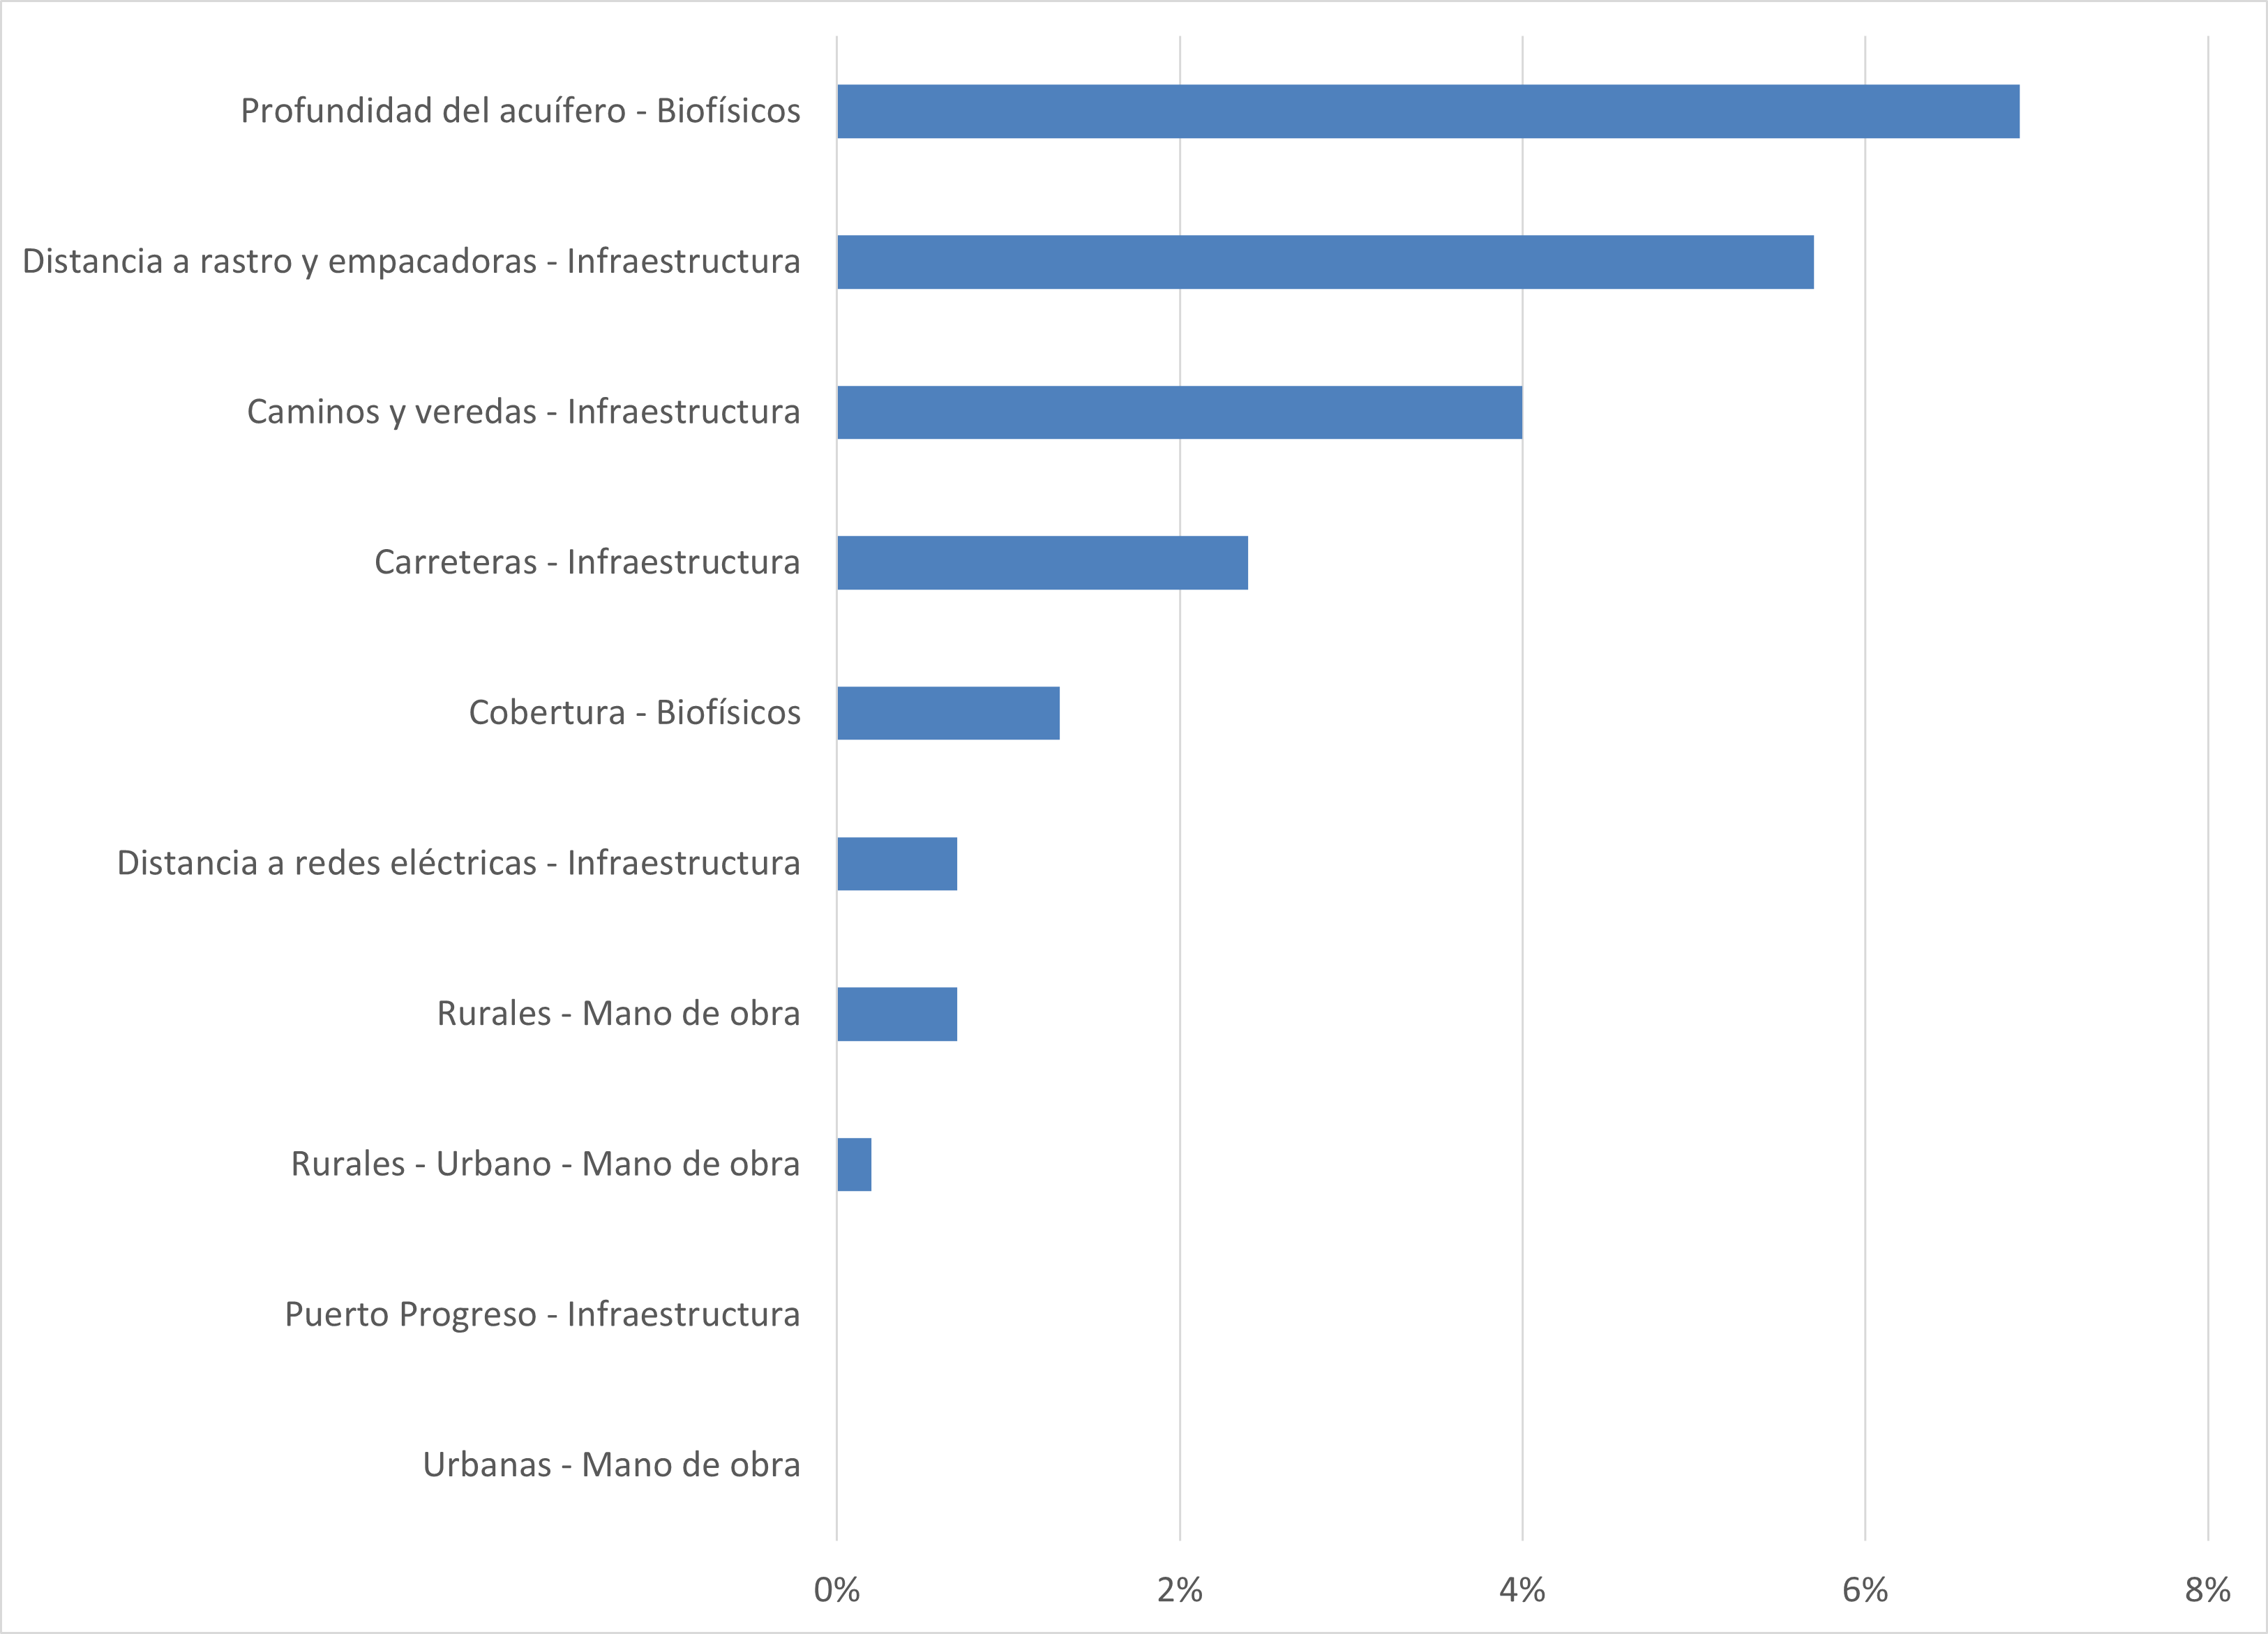 Profundidad del acuífero - Biofísicos
Distancia a rastro y empacadoras - Infraestructura
Caminos y veredas - Infraestructura
Carreteras - Infraestructura
Cobertura - Biofísicos
Distancia a redes eléctricas - Infraestructura
Rurales - Mano de obra
Rurales - Urbano - Mano de obra
Puerto Progreso - Infraestructura
Urbanas - Mano de obra
0% 2% 4% 6% 8%